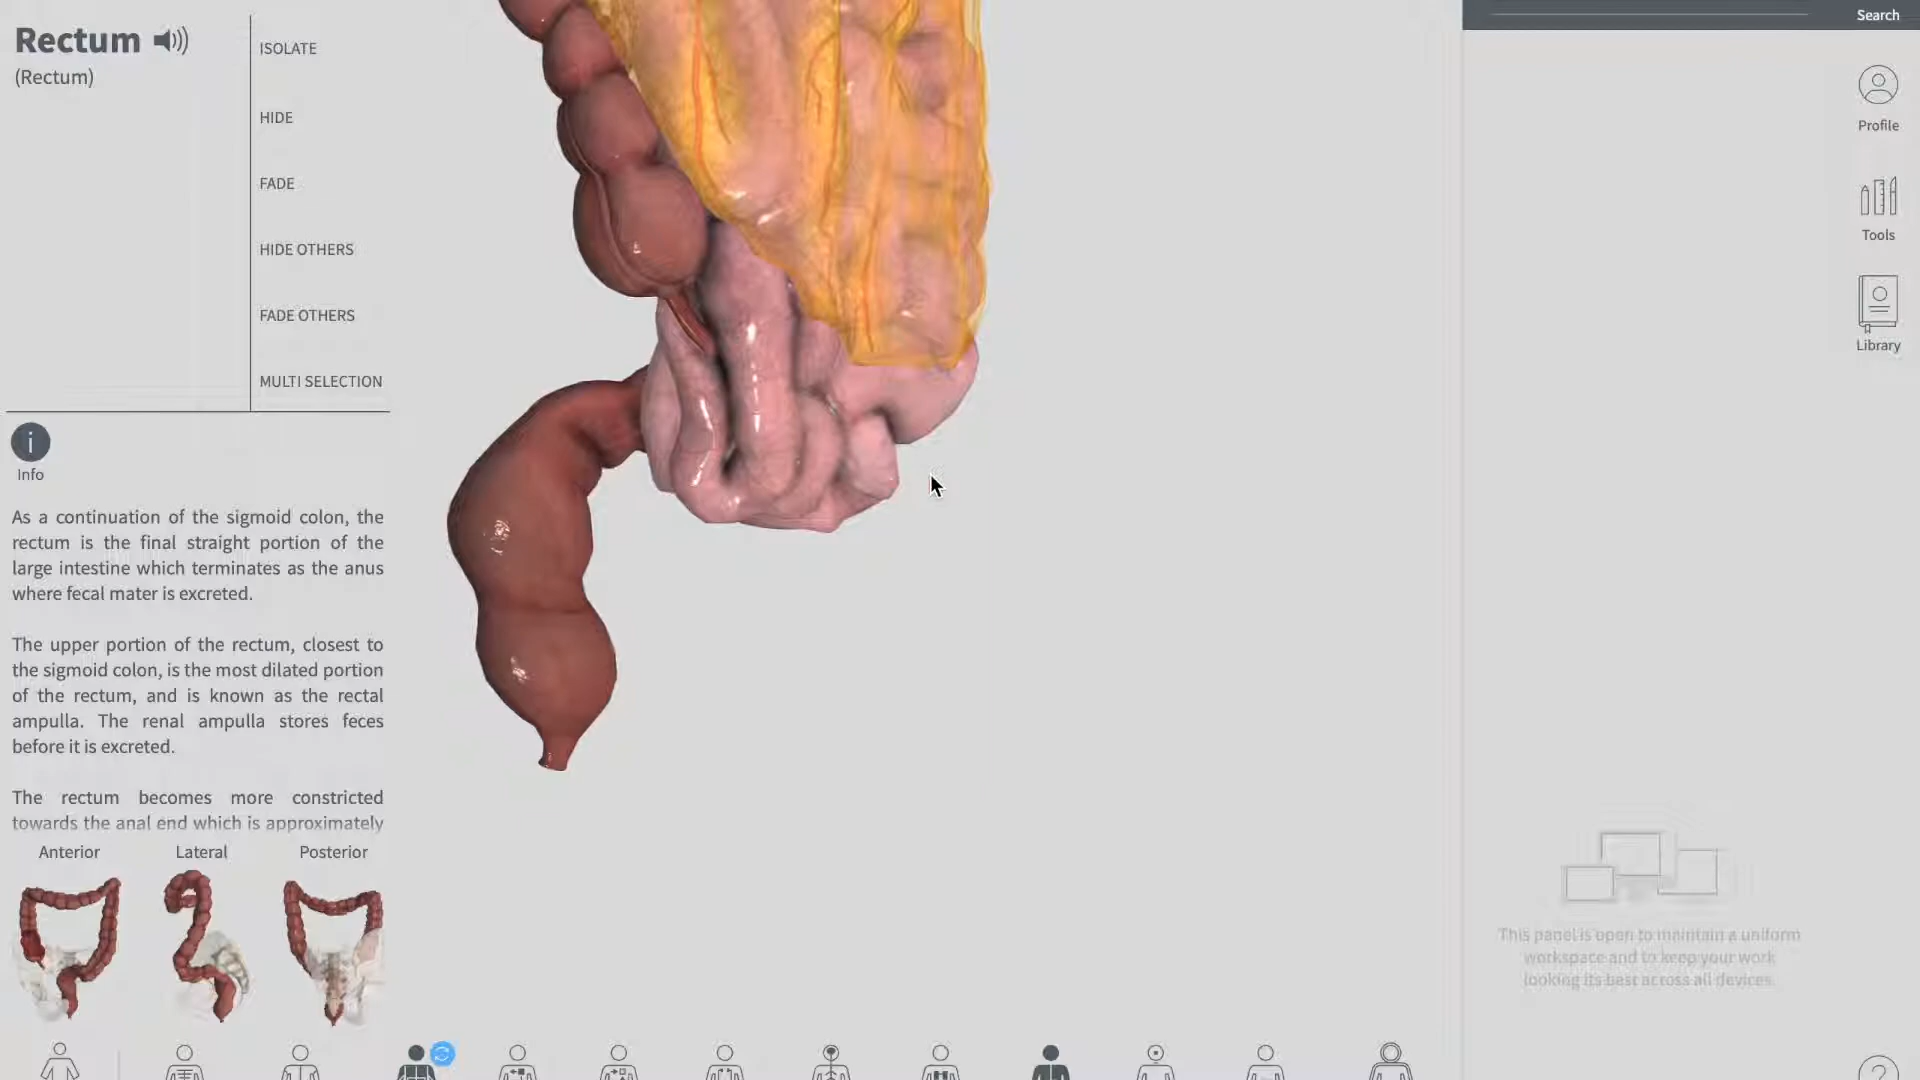 Rectum
(Rectum)
ISOLATE
HIDE
FADE
HIDE OTHERS
FADE OTHERS
MULTI SELECTION
i
Info
As a continuation of the sigmoid colon, the
rectum is the final straight portion of the
large intestine which terminates as the anus
where fecal mater is excreted.
The upper portion of the rectum, closest to
the sigmoid colon, is the most dilated portion
of the rectum, and is known as the rectal
ampulla. The renal ampulla stores feces
before it is excreted.
The rectum becomes more constricted
towards the anal end which is approximately
Anterior Lateral Posterior
Search
Profile
Tools
Library
This panel is open to maintain a uniform
workspace and to keep your work
looking its best across all devices.
?